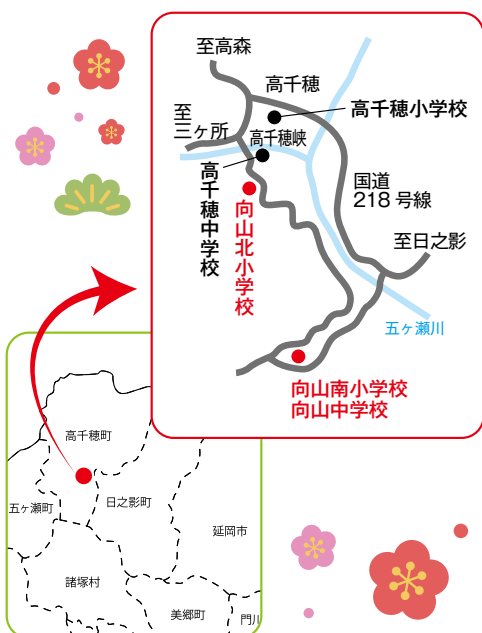 至高森
高千穂
高千穂小学校
至
三ヶ所
高千穂峡
高千穂中学校
向山北小学校
国道
218号線
至日之影
五ヶ瀬川
向山南小学校
向山中学校
高千穂町
五ヶ瀬町
日之影町
延岡市
諸塚村
美郷町
門川